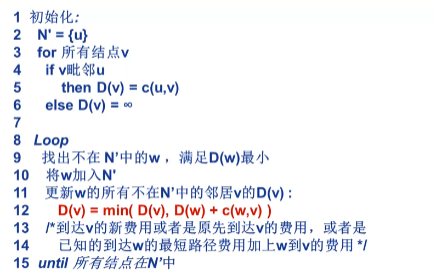 1 初始化:
2 N' = {u}
3 for 所有结点v
4 if v毗邻u
5 then D(v) = c(u,v)
6 else D(v) = ∞
7
8 Loop
9 找出不在 N'中的w ，满足D(w)最小
10 将w加入N'
11 更新w的所有不在N'中的邻居v的D(v) :
12 D(v) = min( D(v), D(w) + c(w,v) )
13 /*到达v的新费用或者是原先到达v的费用，或者是
14 已知的到达w的最短路径费用加上w到v的费用 */
15 until 所有结点在N'中